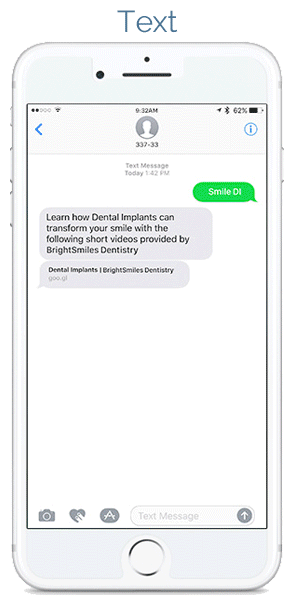 Text
9:32AM
62%
337-33
Text Message
Today 1:42 PM
Smile DI
Learn how Dental Implants can
transform your smile with the
following short videos provided by
BrightSmiles Dentistry
Dental Implants | BrightSmiles Dentistry
goo.gl
Text Message